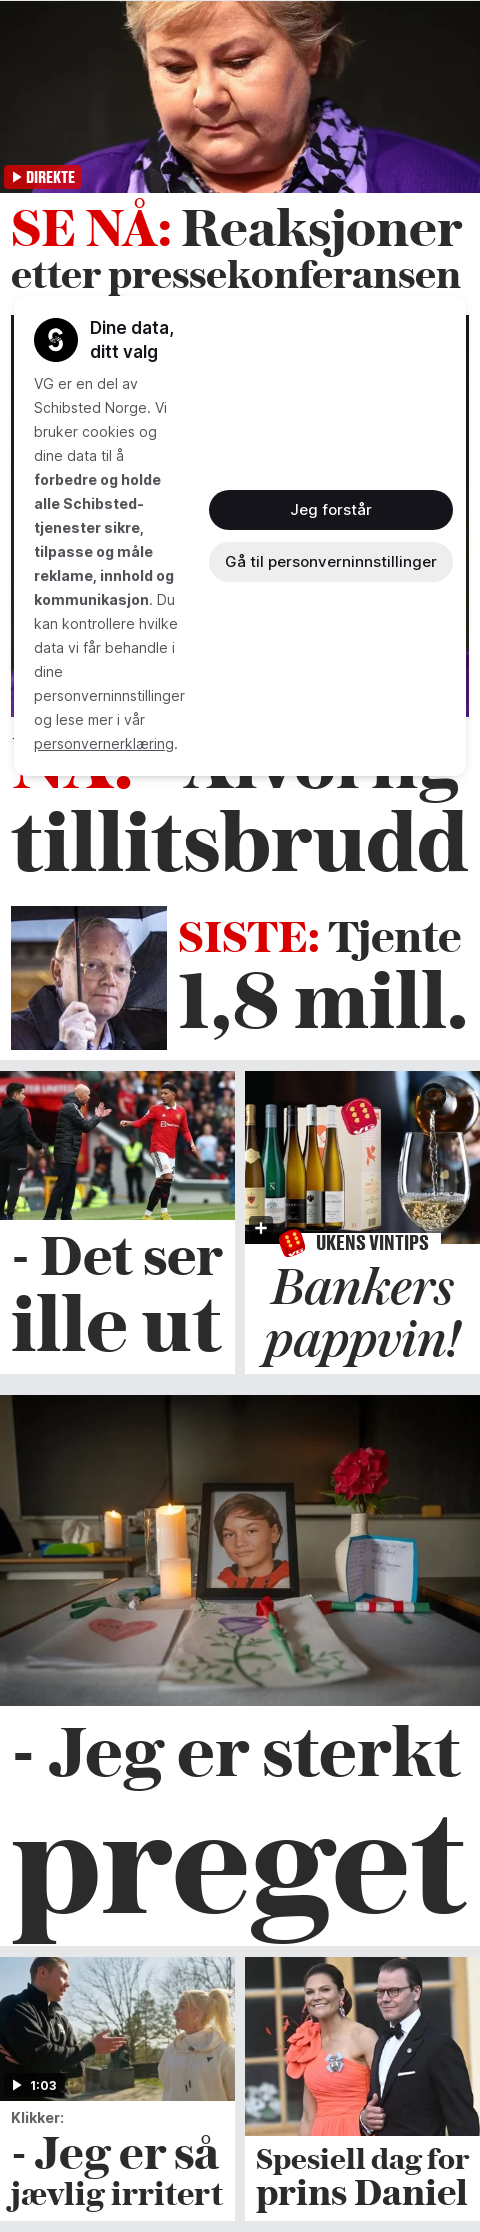 DIREKTE
SE NÅ: Reaksjoner
etter pressekonferansen
Dine data,
ditt valg
VG er en del av
Schibsted Norge. Vi
bruker cookies og
dine data til å
forbedre og holde
alle Schibsted-
tjenester sikre,
tilpasse og måle
reklame, innhold og
kommunikasjon. Du
kan kontrollere hvilke
data vi får behandle i
dine
personverninnstillinger
og lese mer i vår
personvernerklæring.
Jeg forstår
Gå til personverninnstillinger
NÅ: - Alvorlig
tillitsbrudd
SISTE: Tjente
1,8 mill.
- Det ser
ille ut
UKENS VINTIPS
Bankers
pappvin!
- Jeg er sterkt
preget
1:03
Klikker:
- Jeg er så
jævlig irritert
Spesiell dag for
prins Daniel